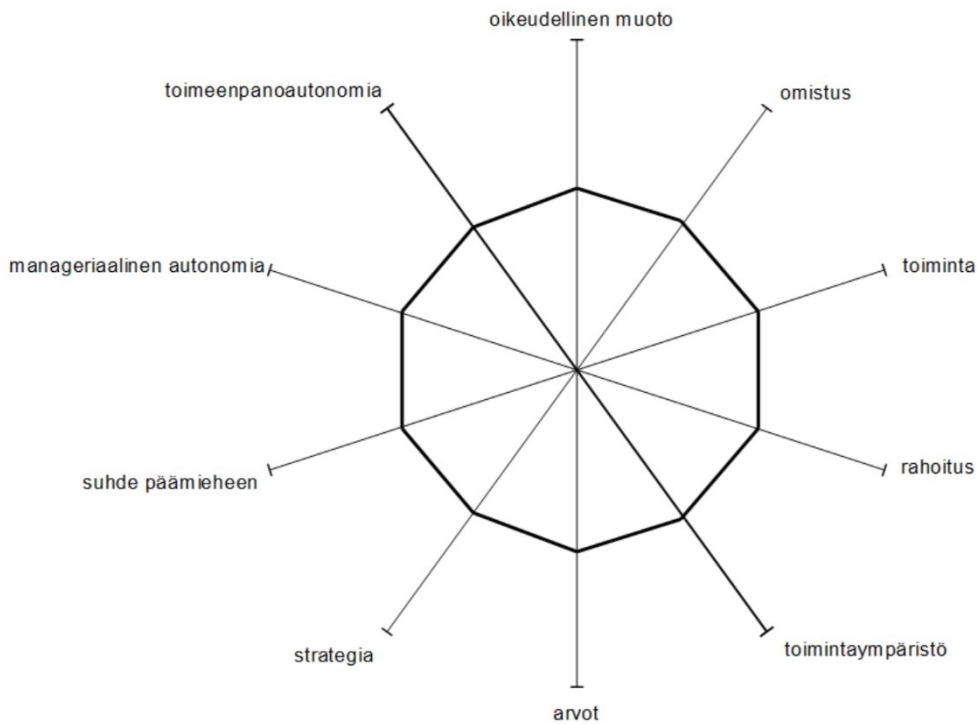 oikeudellinen muoto
toimeenpanoautonomia
omistus
manageriaalinen autonomia
toiminta
suhde päämieheen
rahoitus
strategia
toimintaympäristö
arvot